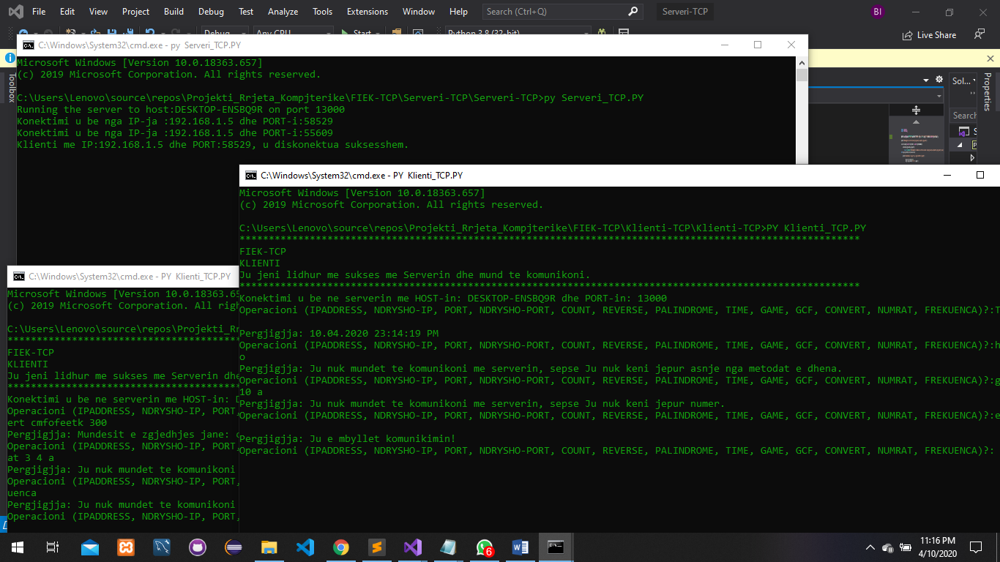 File Edit View Project Build Debug Test Analyze Tools Extensions Window Help Search (Ctrl+Q) Serveri-TCP BI
Debug Any CPU Start Python 3.8 (32-bit) Live Share
C:\Windows\System32\cmd.exe - py Serveri_TCP.PY
Toolbox
Microsoft Windows [Version 10.0.18363.657]
(c) 2019 Microsoft Corporation. All rights reserved.
C:\Users\Lenovo\source\repos\Projekti_Rrjeta_Kompjterike\FIEK-TCP\Serveri-TCP\Serveri-TCP>py Serveri_TCP.PY
Running the server to host:DESKTOP-ENSBQ9R on port 13000
Konektimi u be nga IP-ja :192.168.1.5 dhe PORT-i:58529
Konektimi u be nga IP-ja :192.168.1.5 dhe PORT-i:55609
Klienti me IP:192.168.1.5 dhe PORT:58529, u diskonektua suksesshem.
Sol...
Properties
Search
C:\Windows\System32\cmd.exe - PY Klienti_TCP.PY
Microsoft Windows [Version 10.0.18363.657]
(c) 2019 Microsoft Corporation. All rights reserved.
C:\Users\Lenovo\source\repos\Projekti_Rrjeta_Kompjterike\FIEK-TCP\Klienti-TCP\Klienti-TCP>PY Klienti_TCP.PY
FIEK-TCP
KLIENTI
Ju jeni lidhur me sukses me Serverin dhe mund te komunikoni.
Konektimi u be ne serverin me HOST-in: DESKTOP-ENSBQ9R dhe PORT-in: 13000
Operacioni (IPADDRESS, NDRYSHO-IP, PORT, NDRYSHO-PORT, COUNT, REVERSE, PALINDROME, TIME, GAME, GCF, CONVERT, NUMRAT, FREKUENCA)?:T
Pergjigjja: 10.04.2020 23:14:19 PM
Operacioni (IPADDRESS, NDRYSHO-IP, PORT, NDRYSHO-PORT, COUNT, REVERSE, PALINDROME, TIME, GAME, GCF, CONVERT, NUMRAT, FREKUENCA)?:h
o
Pergjigjja: Ju nuk mundet te komunikoni me serverin, sepse Ju nuk keni jepur asnje nga metodat e dhena.
Operacioni (IPADDRESS, NDRYSHO-IP, PORT, NDRYSHO-PORT, COUNT, REVERSE, PALINDROME, TIME, GAME, GCF, CONVERT, NUMRAT, FREKUENCA)?:g
10 a
Pergjigjja: Ju nuk mundet te komunikoni me serverin, sepse Ju nuk keni jepur numer.
Operacioni (IPADDRESS, NDRYSHO-IP, PORT, NDRYSHO-PORT, COUNT, REVERSE, PALINDROME, TIME, GAME, GCF, CONVERT, NUMRAT, FREKUENCA)?:e
Pergjigjja: Ju e mbyllet komunikimin!
Operacioni (IPADDRESS, NDRYSHO-IP, PORT, NDRYSHO-PORT, COUNT, REVERSE, PALINDROME, TIME, GAME, GCF, CONVERT, NUMRAT, FREKUENCA)?:
C:\Windows\System32\cmd.exe - PY Klienti_TCP.PY
Microsoft Windows [Version 10.0.18363.65
(c) 2019 Microsoft Corporation. All righ
C:\Users\Lenovo\source\repos\Projekti_Rr
FIEK-TCP
KLIENTI
Ju jeni lidhur me sukses me Serverin dhe
Konektimi u be ne serverin me HOST-in: D
Operacioni (IPADDRESS, NDRYSHO-IP, PORT,
ert cmfofeetk 300
Pergjigjja: Mundesit e zgjedhjes jane:
Operacioni (IPADDRESS, NDRYSHO-IP, PORT,
at 3 4 a
Pergjigjja: Ju nuk mundet te komunikoni
Operacioni (IPADDRESS, NDRYSHO-IP, PORT,
uenca
Pergjigjja: Ju nuk mundet te komunikoni
Operacioni (IPADDRESS, NDRYSHO-IP, PORT,
6
11:16 PM
4/10/2020